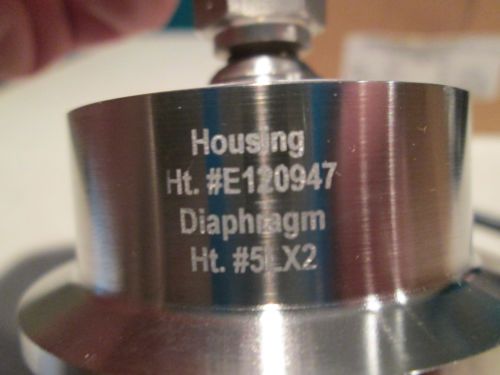 Housing
Ht. #E120947
Diaphragm
Ht. #5LX2